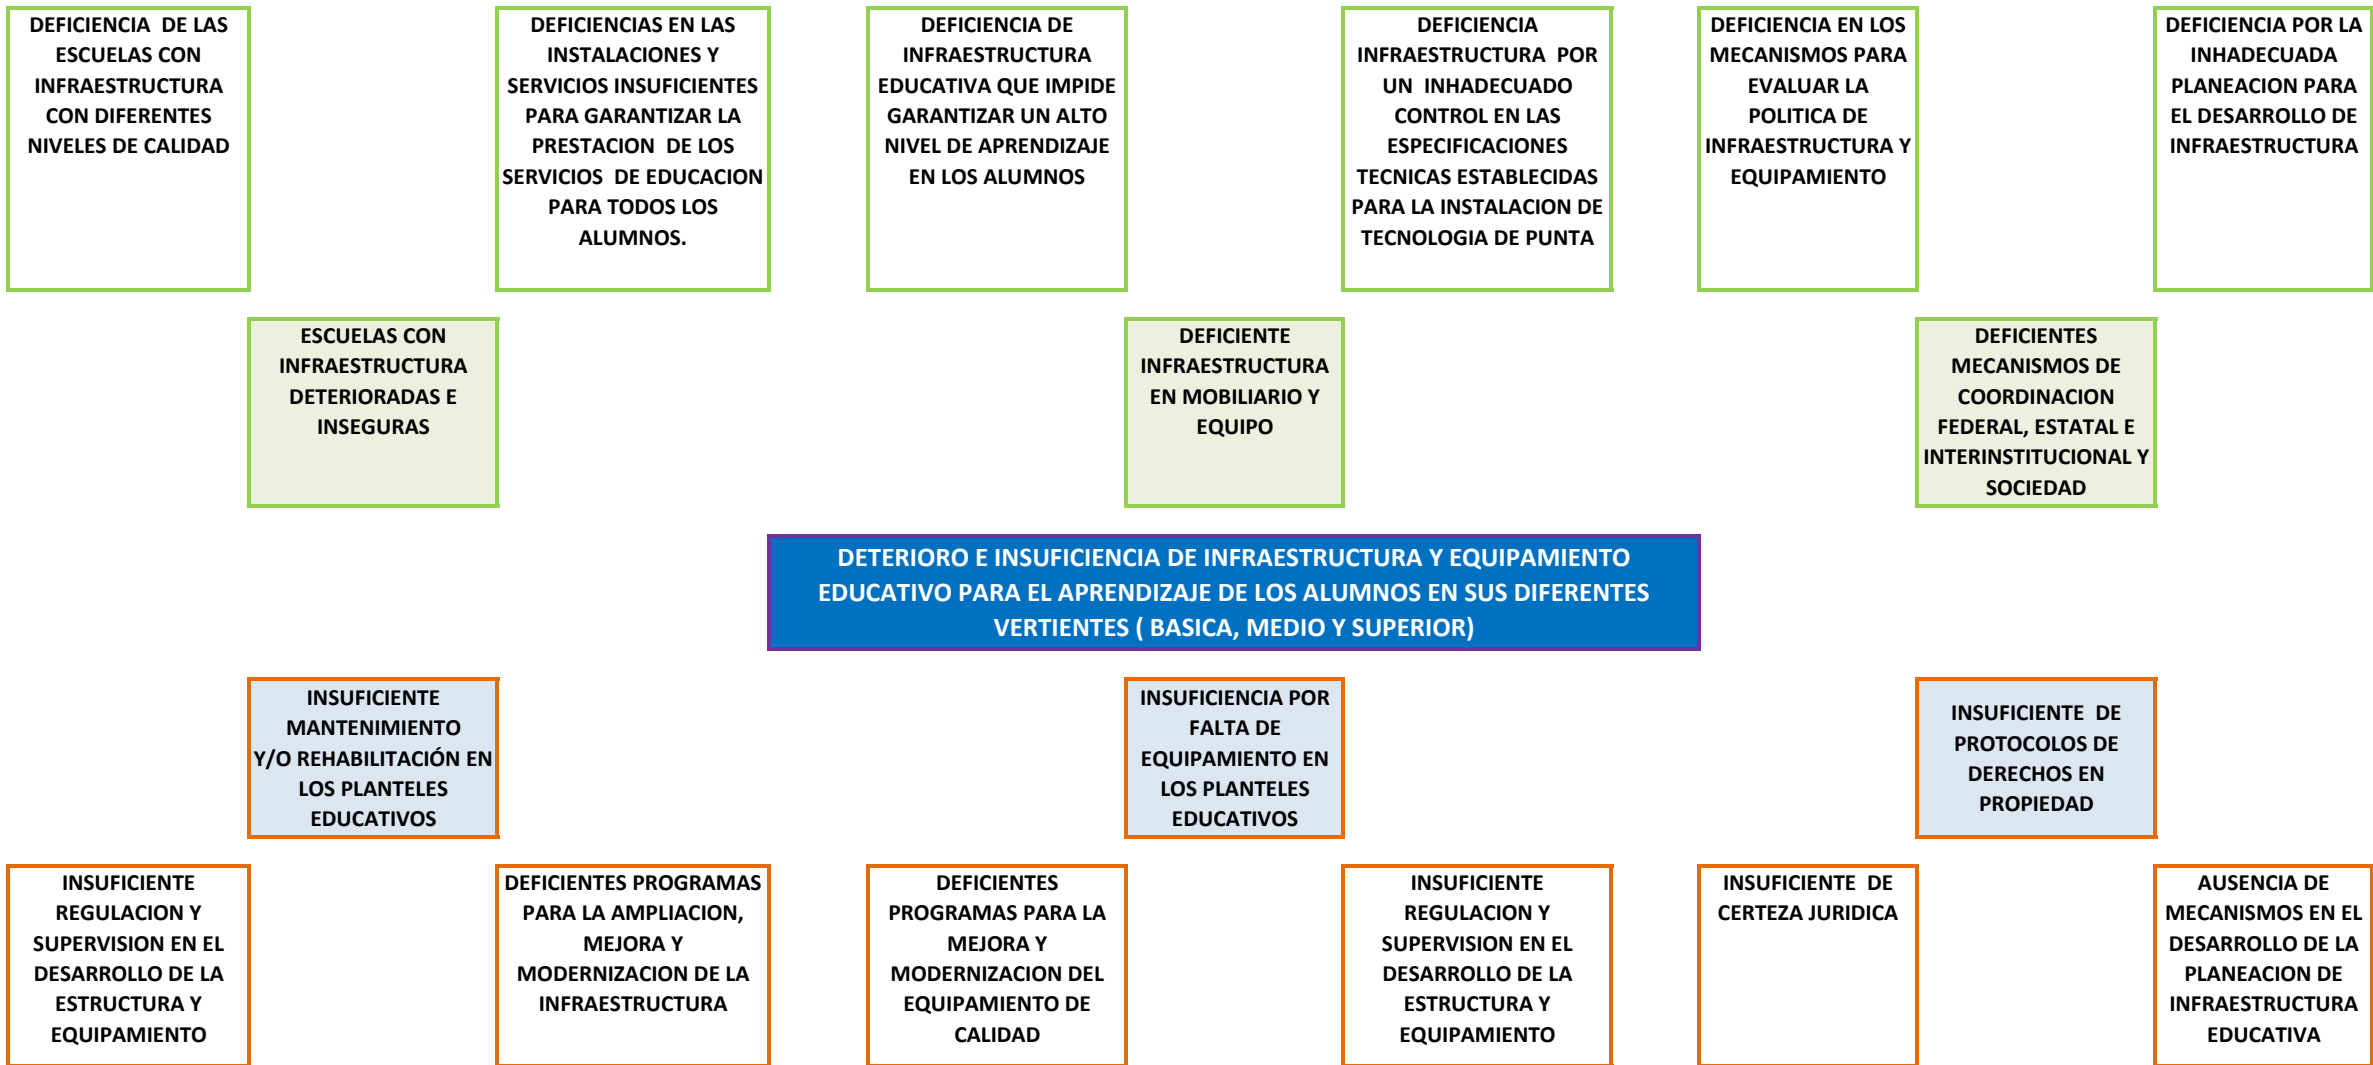 DEFICIENCIA DE LAS
ESCUELAS CON
INFRAESTRUCTURA
CON DIFERENTES
NIVELES DE CALIDAD
DEFICIENCIAS EN LAS
INSTALACIONES Y
SERVICIOS INSUFICIENTES
PARA GARANTIZAR LA
PRESTACION DE LOS
SERVICIOS DE EDUCACION
PARA TODOS LOS
ALUMNOS.
DEFICIENCIA DE
INFRAESTRUCTURA
EDUCATIVA QUE IMPIDE
GARANTIZAR UN ALTO
NIVEL DE APRENDIZAJE
EN LOS ALUMNOS
DEFICIENCIA
INFRAESTRUCTURA POR
UN INHADECUADO
CONTROL EN LAS
ESPECIFICACIONES
TECNICAS ESTABLECIDAS
PARA LA INSTALACION DE
TECNOLOGIA DE PUNTA
DEFICIENCIA EN LOS
MECANISMOS PARA
EVALUAR LA
POLITICA DE
INFRAESTRUCTURA Y
EQUIPAMIENTO
DEFICIENCIA POR LA
INHADECUADA
PLANEACION PARA
EL DESARROLLO DE
INFRAESTRUCTURA
ESCUELAS CON
INFRAESTRUCTURA
DETERIORADAS E
INSEGURAS
DEFICIENTE
INFRAESTRUCTURA
EN MOBILIARIO Y
EQUIPO
DEFICIENTES
MECANISMOS DE
COORDINACION
FEDERAL, ESTATAL E
INTERINSTITUCIONAL Y
SOCIEDAD
DETERIORO E INSUFICIENCIA DE INFRAESTRUCTURA Y EQUIPAMIENTO
EDUCATIVO PARA EL APRENDIZAJE DE LOS ALUMNOS EN SUS DIFERENTES
VERTIENTES ( BASICA, MEDIO Y SUPERIOR)
INSUFICIENTE
MANTENIMIENTO
Y/O REHABILITACIÓN EN
LOS PLANTELES
EDUCATIVOS
INSUFICIENCIA POR
FALTA DE
EQUIPAMIENTO EN
LOS PLANTELES
EDUCATIVOS
INSUFICIENTE DE
PROTOCOLOS DE
DERECHOS EN
PROPIEDAD
INSUFICIENTE
REGULACION Y
SUPERVISION EN EL
DESARROLLO DE LA
ESTRUCTURA Y
EQUIPAMIENTO
DEFICIENTES PROGRAMAS
PARA LA AMPLIACION,
MEJORA Y
MODERNIZACION DE LA
INFRAESTRUCTURA
DEFICIENTES
PROGRAMAS PARA LA
MEJORA Y
MODERNIZACION DEL
EQUIPAMIENTO DE
CALIDAD
INSUFICIENTE
REGULACION Y
SUPERVISION EN EL
DESARROLLO DE LA
ESTRUCTURA Y
EQUIPAMIENTO
INSUFICIENTE DE
CERTEZA JURIDICA
AUSENCIA DE
MECANISMOS EN EL
DESARROLLO DE LA
PLANEACION DE
INFRAESTRUCTURA
EDUCATIVA